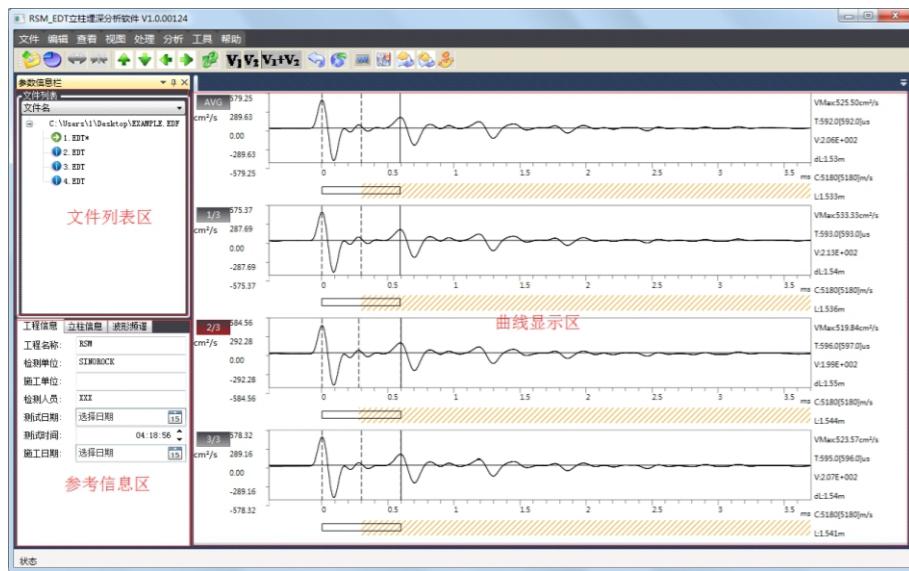 RSM_EDT立柱埋深分析软件 V1.0.00124
文件 编辑 查看 视图 处理 分析 工具 帮助
V1 V2 V1+V2
参数信息栏
文件列表
文件名
C:\Users\1\Desktop\EXAMPLE.EDF
1.EDT*
2.EDT
3.EDT
4.EDT
文件列表区
工程信息 立柱信息 波形频谱
工程名称: RSM
检测单位: SINOROCK
施工单位:
检测人员: XXX
测试日期: 选择日期 15
测试时间: 04:18:56
施工日期: 选择日期 15
参考信息区
AVG
cm²/s
579.25
289.63
0.00
-289.63
-579.25
0 0.5 1 1.5 2 2.5 3 3.5 ms
VMax:525.50cm²/s
T:592.0[592.0]us
V:2.06E+002
dL:1.53m
C:5180[5180]m/s
L:1.533m
1/3
cm²/s
575.37
287.69
0.00
-287.69
-575.37
0 0.5 1 1.5 2 2.5 3 3.5 ms
VMax:533.33cm²/s
T:593.0[593.0]us
V:2.13E+002
dL:1.54m
C:5180[5180]m/s
L:1.536m
2/3
cm²/s
584.56
292.28
0.00
-292.28
-584.56
0 0.5 1 1.5 2 2.5 3 3.5 ms
曲线显示区
VMax:519.84cm²/s
T:596.0[597.0]us
V:1.99E+002
dL:1.55m
C:5180[5180]m/s
L:1.544m
3/3
cm²/s
578.32
289.16
0.00
-289.16
-578.32
0 0.5 1 1.5 2 2.5 3 3.5 ms
VMax:523.57cm²/s
T:595.0[596.0]us
V:2.07E+002
dL:1.54m
C:5180[5180]m/s
L:1.541m
状态